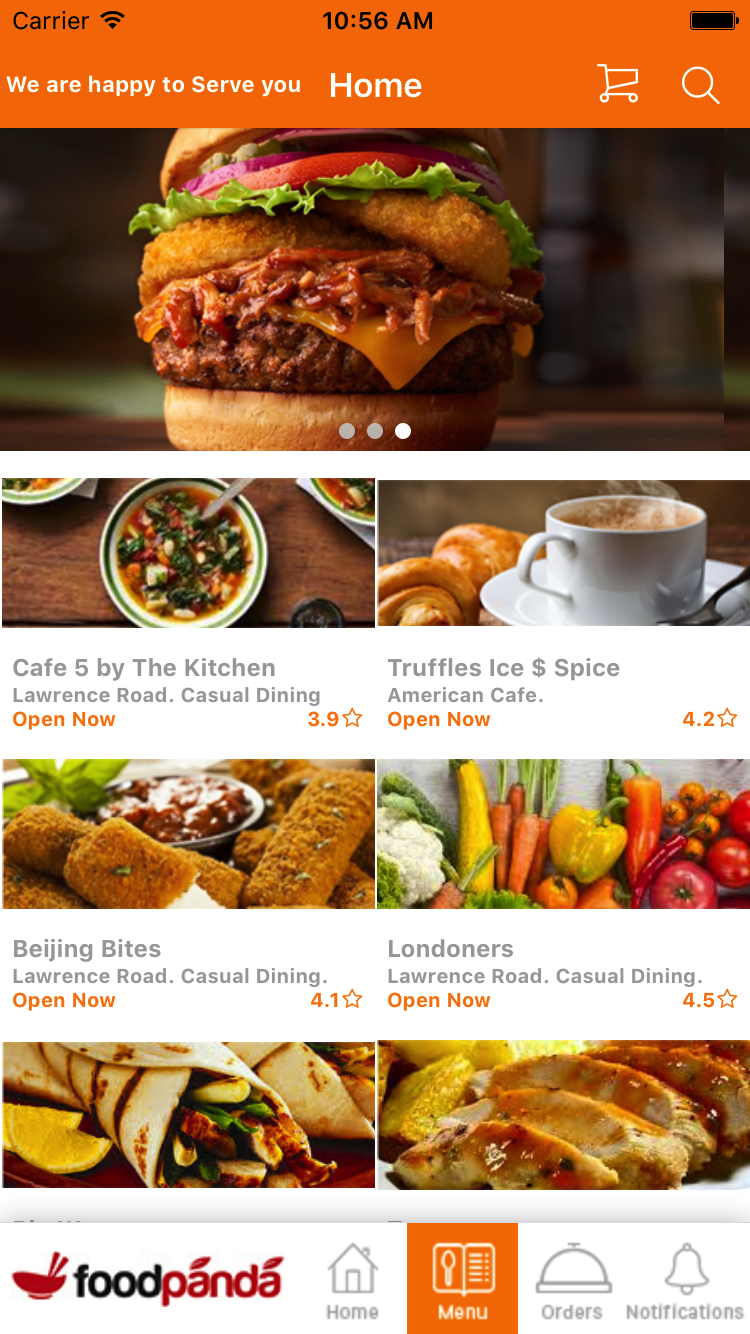 Carrier 10:56 AM
We are happy to Serve you Home
Cafe 5 by The Kitchen
Lawrence Road. Casual Dining
Open Now 3.9
Truffles Ice $ Spice
American Cafe.
Open Now 4.2
Beijing Bites
Lawrence Road. Casual Dining.
Open Now 4.1
Londoners
Lawrence Road. Casual Dining.
Open Now 4.5
foodpanda
Home
Menu
Orders
Notifications